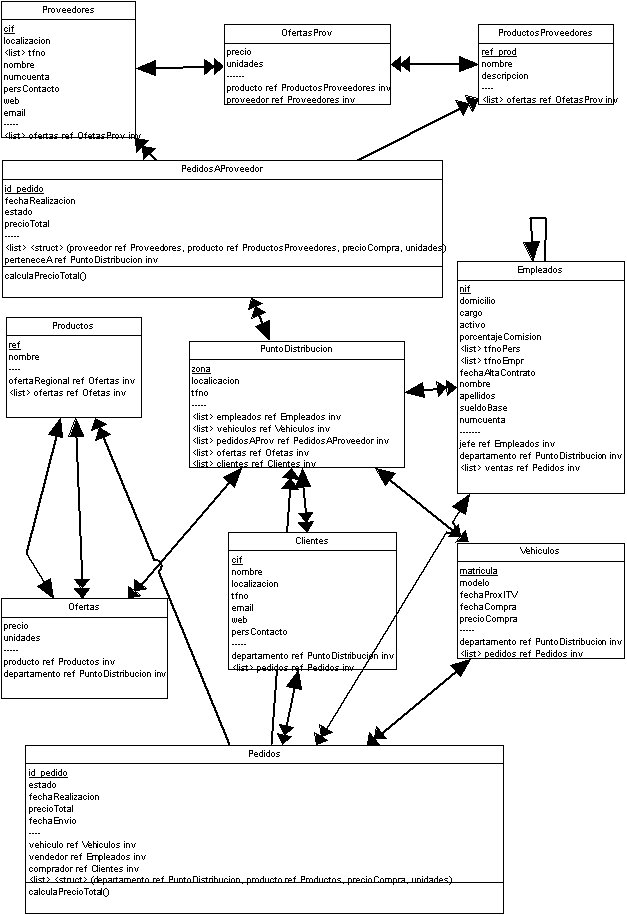 Proveedores
cif
localizacion
<list> tfno
nombre
numcuenta
persContacto
web
email
-----
<list> ofertas ref OfetasProv inv
OfertasProv
precio
unidades
------
producto ref ProductosProveedores inv
proveedor ref Proveedores inv
ProductosProveedores
ref_prod
nombre
descripcion
----
<list> ofertas ref OfetasProv inv
PedidosAProveedor
id_pedido
fechaRealizacion
estado
precioTotal
-----
<list> <struct> (proveedor ref Proveedores, producto ref ProductosProveedores, precioCompra, unidades)
perteneceA ref PuntoDistribucion inv
calculaPrecioTotal()
Empleados
nif
domicilio
cargo
activo
porcentajeComision
<list> tfnoPers
<list> tfnoEmpr
fechaAltaContrato
nombre
apellidos
sueldoBase
numcuenta
-------
jefe ref Empleados inv
departamento ref PuntoDistribucion inv
<list> ventas ref Pedidos inv
Productos
ref
nombre
----
ofertaRegional ref Ofertas inv
<list> ofertas ref Ofetas inv
PuntoDistribucion
zona
localicacion
tfno
-----
<list> empleados ref Empleados inv
<list> vehiculos ref Vehiculos inv
<list> pedidosAProv ref PedidosAProveedor inv
<list> ofertas ref Ofetas inv
<list> clientes ref Clientes inv
Clientes
cif
nombre
localizacion
tfno
email
web
persContacto
----
departamento ref PuntoDistribucion inv
<list> pedidos ref Pedidos inv
Vehiculos
matricula
modelo
fechaProxITV
fechaCompra
precioCompra
-----
departamento ref PuntoDistribucion inv
<list> pedidos ref Pedidos inv
Ofertas
precio
unidades
-----
producto ref Productos inv
departamento ref PuntoDistribucion inv
Pedidos
id_pedido
estado
fechaRealizacion
precioTotal
fechaEnvio
----
vehiculo ref Vehiculos inv
vendedor ref Empleados inv
comprador ref Clientes inv
<list> <struct> (departamento ref PuntoDistribucion, producto ref Productos, precioCompra, unidades)
calculaPrecioTotal()